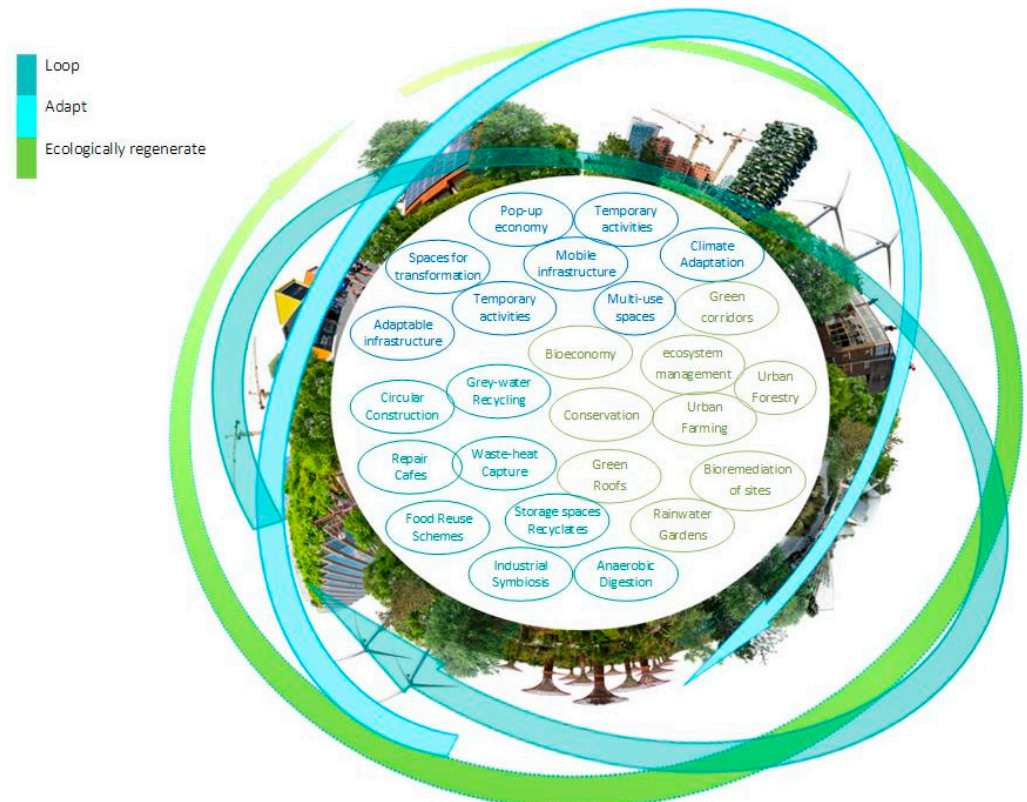 Loop
Adapt
Ecologically regenerate
Pop-up
economy
Temporary
activities
Spaces for
transformation
Mobile
infrastructure
Climate
Adaptation
Temporary
activities
Multi-use
spaces
Green
corridors
Adaptable
infrastructure
Bioeconomy
ecosystem
management
Urban
Forestry
Circular
Construction
Grey-water
Recycling
Conservation
Urban
Farming
Repair
Cafes
Waste-heat
Capture
Green
Roofs
Bioremediation
of sites
Food Reuse
Schemes
Storage spaces
Recyclates
Rainwater
Gardens
Industrial
Symbiosis
Anaerobic
Digestion